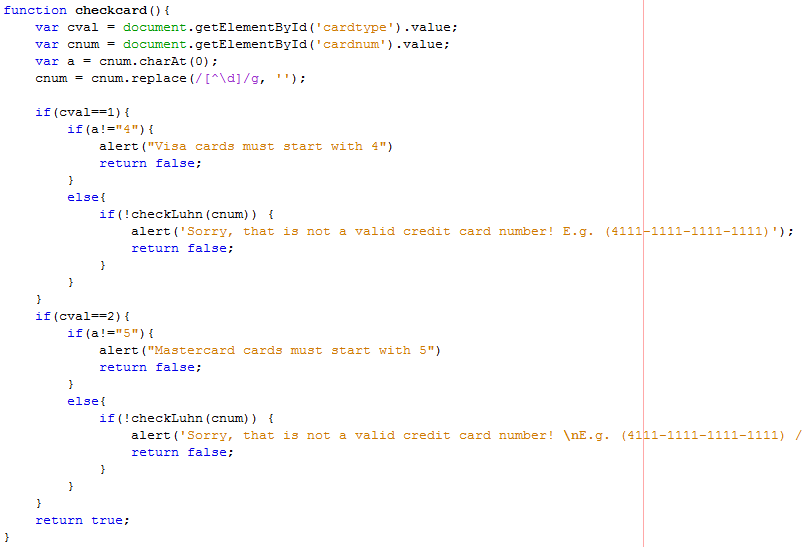 function checkcard(){
    var cval = document.getElementById('cardtype').value;
    var cnum = document.getElementById('cardnum').value;
    var a = cnum.charAt(0);
    cnum = cnum.replace(/[^\d]/g, '');

    if(cval==1){
        if(a!="4"){
            alert("Visa cards must start with 4")
            return false;
        }
        else{
            if(!checkLuhn(cnum)) {
                alert('Sorry, that is not a valid credit card number! E.g. (4111-1111-1111-1111)');
                return false;
            }
        }
    }
    if(cval==2){
        if(a!="5"){
            alert("Mastercard cards must start with 5")
            return false;
        }
        else{
            if(!checkLuhn(cnum)) {
                alert('Sorry, that is not a valid credit card number! \nE.g. (4111-1111-1111-1111) /
                return false;
            }
        }
    }
    return true;
}